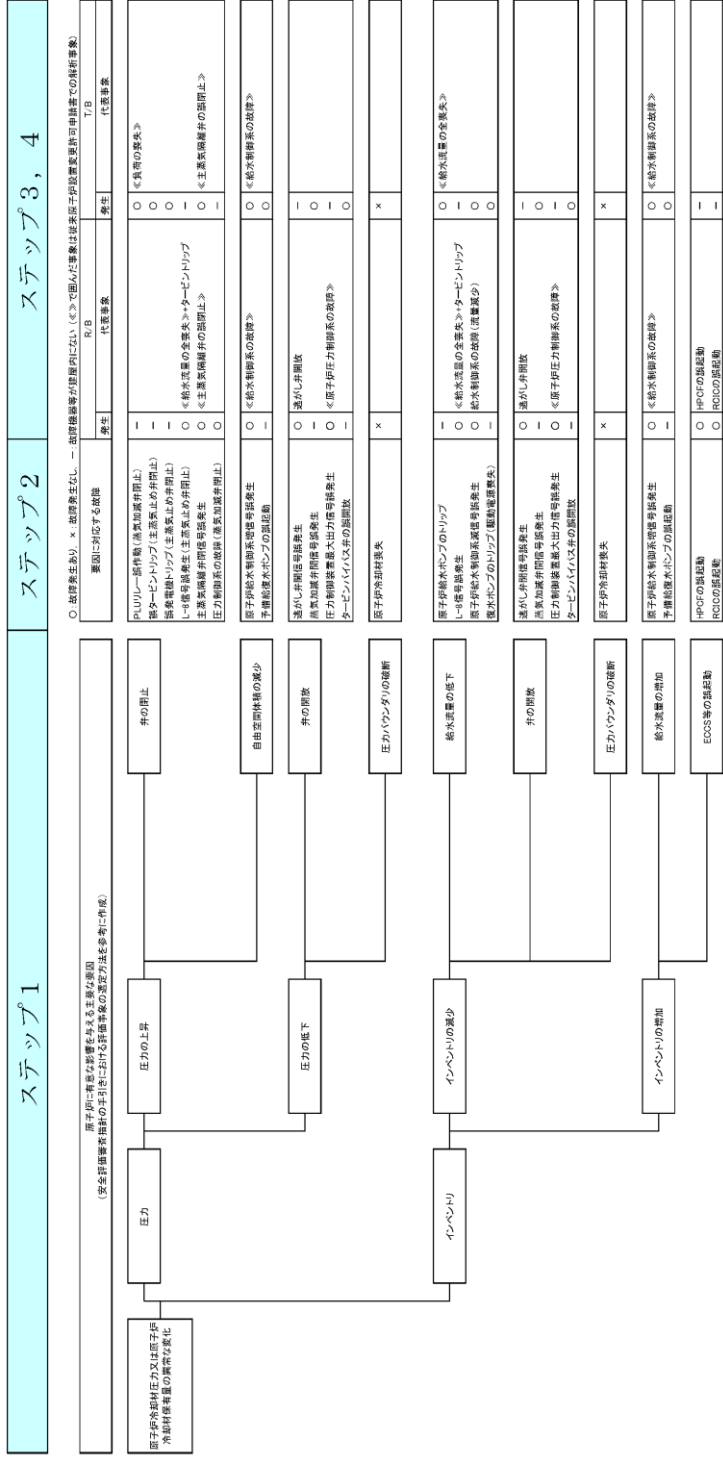 ステップ1
ステップ2
ステップ3，4
○：故障発生あり、×：故障発生なし、－：故障機器等が建屋内にない（≪≫で囲んだ事象は従来原子炉設置変更許可申請書での解析事象）
原子炉に有意な影響を与える主要な要因
（安全評価審査指針の手引きにおける評価事象の選定方法を参考に作成）
要因に対応する故障
R/B
T/B
発生
代表事象
発生
代表事象
原子炉冷却材圧力又は原子炉
冷却材保有量の異常な変化
圧力
圧力の上昇
弁の閉止
PLUリレー誤作動（蒸気加減弁閉止） － ○ ≪負荷の喪失≫
誤タービントリップ（主蒸気止め弁閉止） － ○
誤発電機トリップ（主蒸気止め弁閉止） － ○
L-8信号誤発生（主蒸気止め弁閉止） ○ ≪給水流量の全喪失≫+タービントリップ －
主蒸気隔離弁閉信号誤発生 ○ ≪主蒸気隔離弁の誤閉止≫ ○ ≪主蒸気隔離弁の誤閉止≫
圧力制御系の故障（蒸気加減弁閉止） ○ －
自由空間体積の減少
原子炉給水制御系増信号誤発生 ○ ≪給水制御系の故障≫ ○ ≪給水制御系の故障≫
予備給復水ポンプの誤起動 － ○
圧力の低下
弁の開放
逃がし弁開信号誤発生 ○ 逃がし弁開放 －
蒸気加減弁開信号誤発生 － ○
圧力制御装置最大出力信号誤発生 ○ ≪原子炉圧力制御系の故障≫ －
タービンバイパス弁の誤開放 － ○
圧力バウンダリの破断
原子炉冷却材喪失 × ×
インベントリ
インベントリの減少
給水流量の低下
原子炉給水ポンプのトリップ － ○ ≪給水流量の全喪失≫
L-8信号誤発生 ○ ≪給水流量の全喪失≫+タービントリップ －
原子炉給水制御系減信号誤発生 ○ 給水制御系の故障（流量減少） ○
復水ポンプのトリップ（駆動電源喪失） － ○
弁の開放
逃がし弁開信号誤発生 ○ 逃がし弁開放 －
蒸気加減弁開信号誤発生 － ○
圧力制御装置最大出力信号誤発生 ○ ≪原子炉圧力制御系の故障≫ －
タービンバイパス弁の誤開放 － ○
圧力バウンダリの破断
原子炉冷却材喪失 × ×
インベントリの増加
給水流量の増加
原子炉給水制御系増信号誤発生 ○ ≪給水制御系の故障≫ ○ ≪給水制御系の故障≫
予備給復水ポンプの誤起動 － ○
ECCS等の誤起動
HPCFの誤起動 ○ HPCFの誤起動 －
RCICの誤起動 ○ RCICの誤起動 －